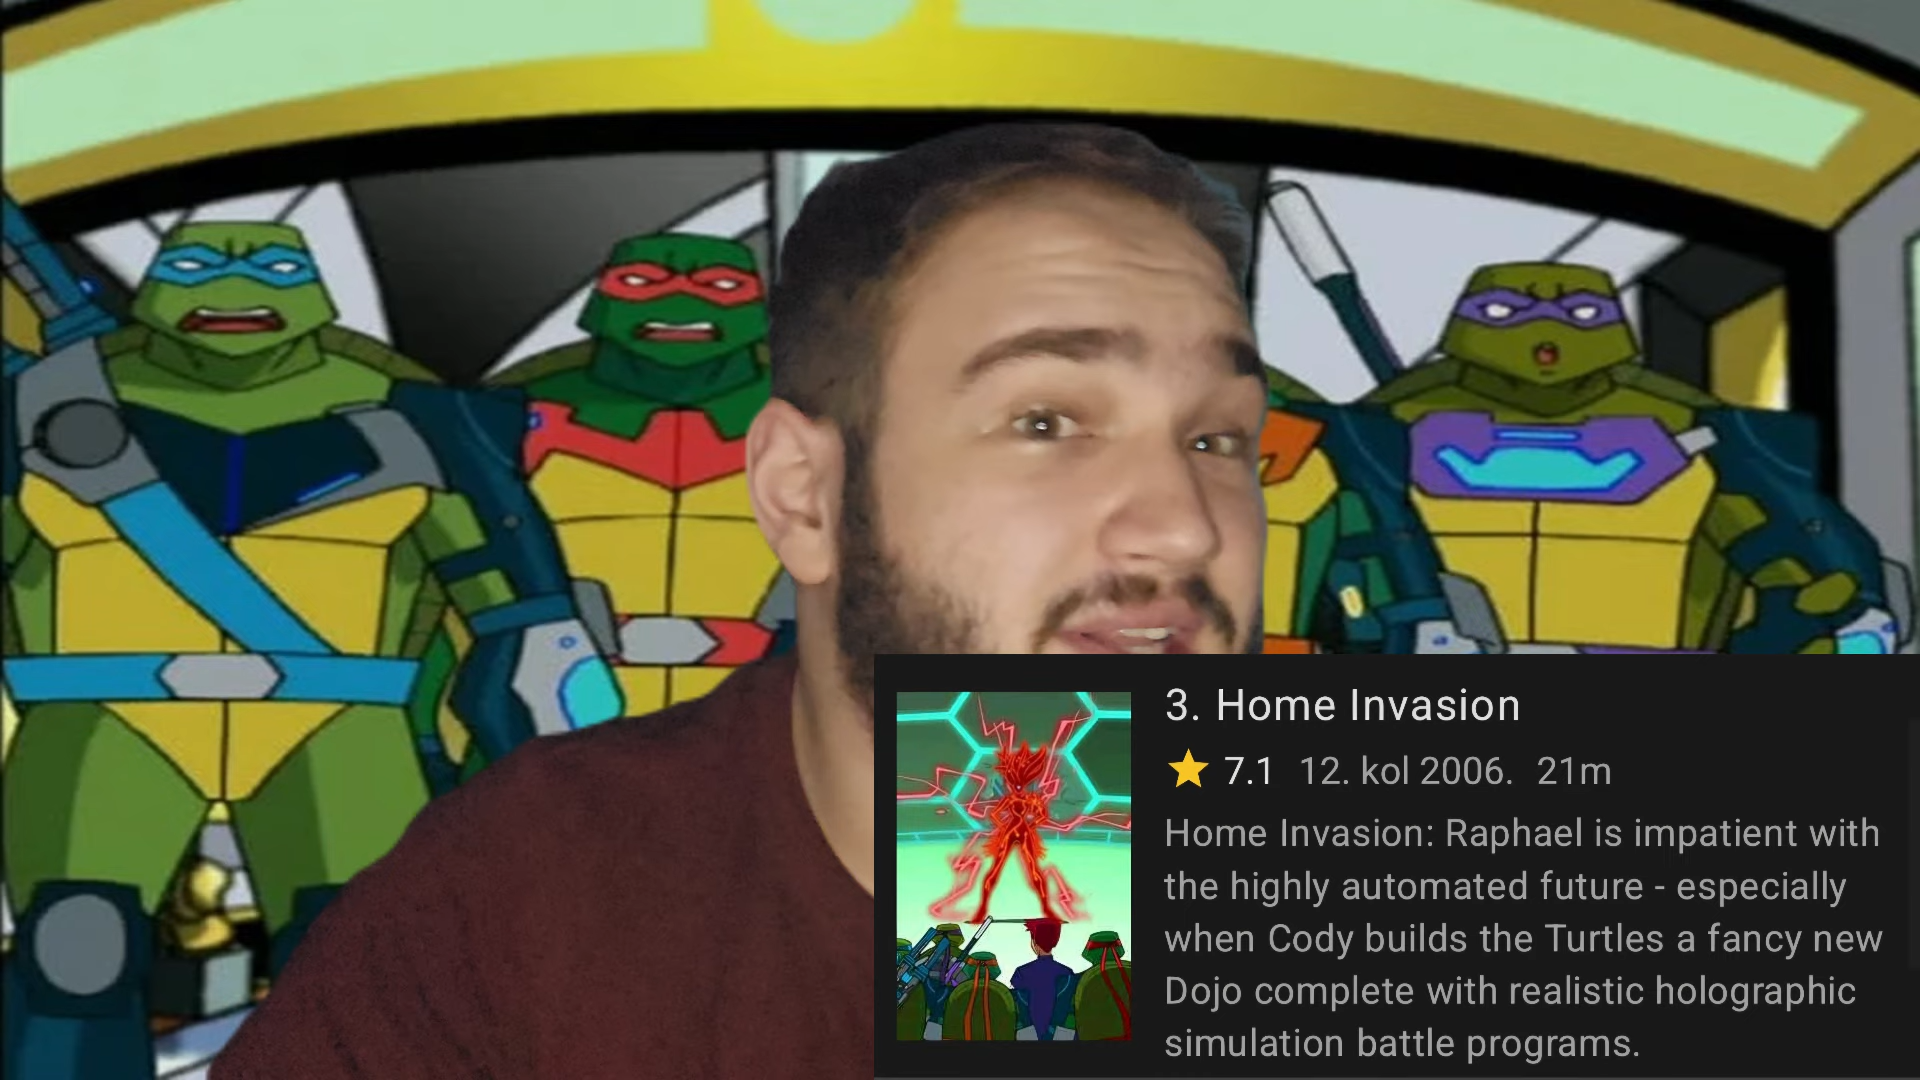 3. Home Invasion
7.1 12. kol 2006. 21m
Home Invasion: Raphael is impatient with
the highly automated future - especially
when Cody builds the Turtles a fancy new
Dojo complete with realistic holographic
simulation battle programs.